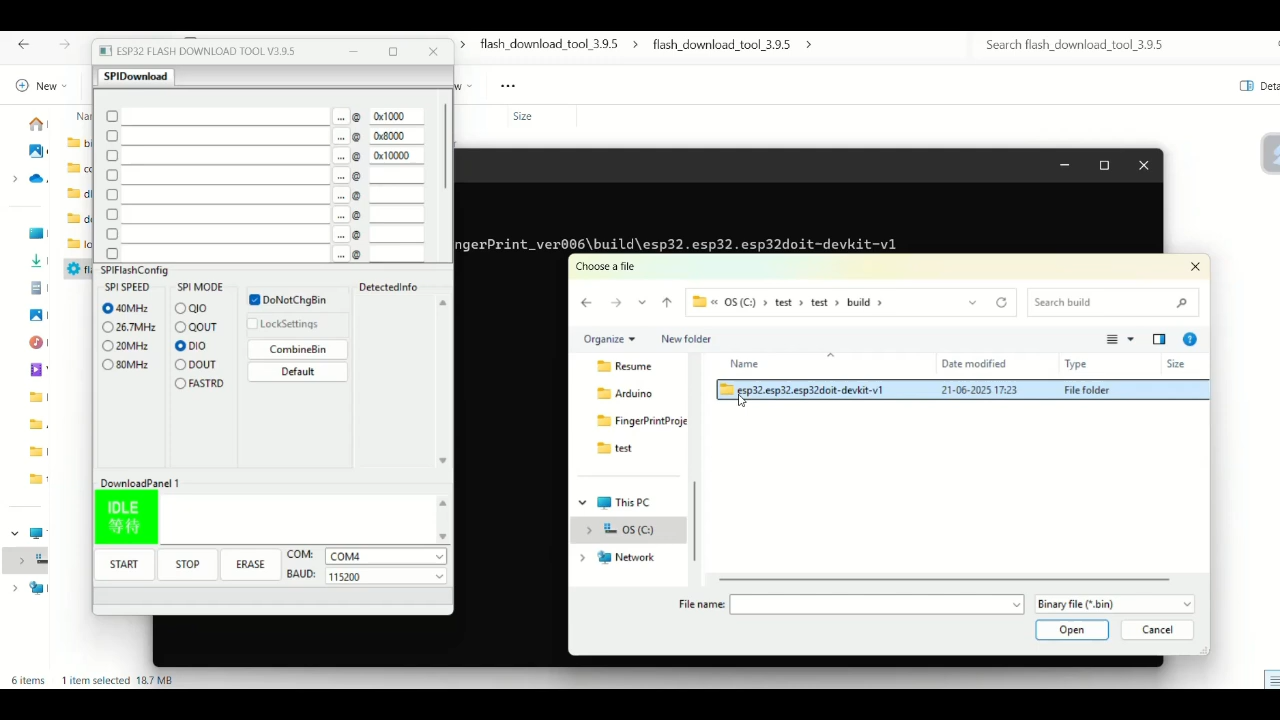 ESP32 FLASH DOWNLOAD TOOL V3.9.5
flash_download_tool_3.9.5 > flash_download_tool_3.9.5 >
Search flash_download_tool_3.9.5
New
...
SPIDownload
Size
... @ 0x1000
... @ 0x8000
... @ 0x10000
... @
... @
... @
... @
... @
ngerPrint_ver006\build\esp32.esp32.esp32doit-devkit-v1
SPIFlashConfig
SPI SPEED
40MHz
26.7MHz
20MHz
80MHz
SPI MODE
QIO
QOUT
DIO
DOUT
FASTRD
DoNotChgBin
LockSettings
CombineBin
Default
DetectedInfo
DownloadPanel 1
IDLE
等待
START
STOP
ERASE
COM: COM4
BAUD: 115200
Choose a file
« OS (C:) > test > test > build >
Search build
Organize
New folder
Name
Date modified
Type
Size
Resume
Arduino
FingerPrintProje
test
This PC
OS (C:)
Network
esp32.esp32.esp32doit-devkit-v1 21-06-2025 17:23 File folder
File name:
Binary file (*.bin)
Open
Cancel
6 items 1 item selected 18.7 MB